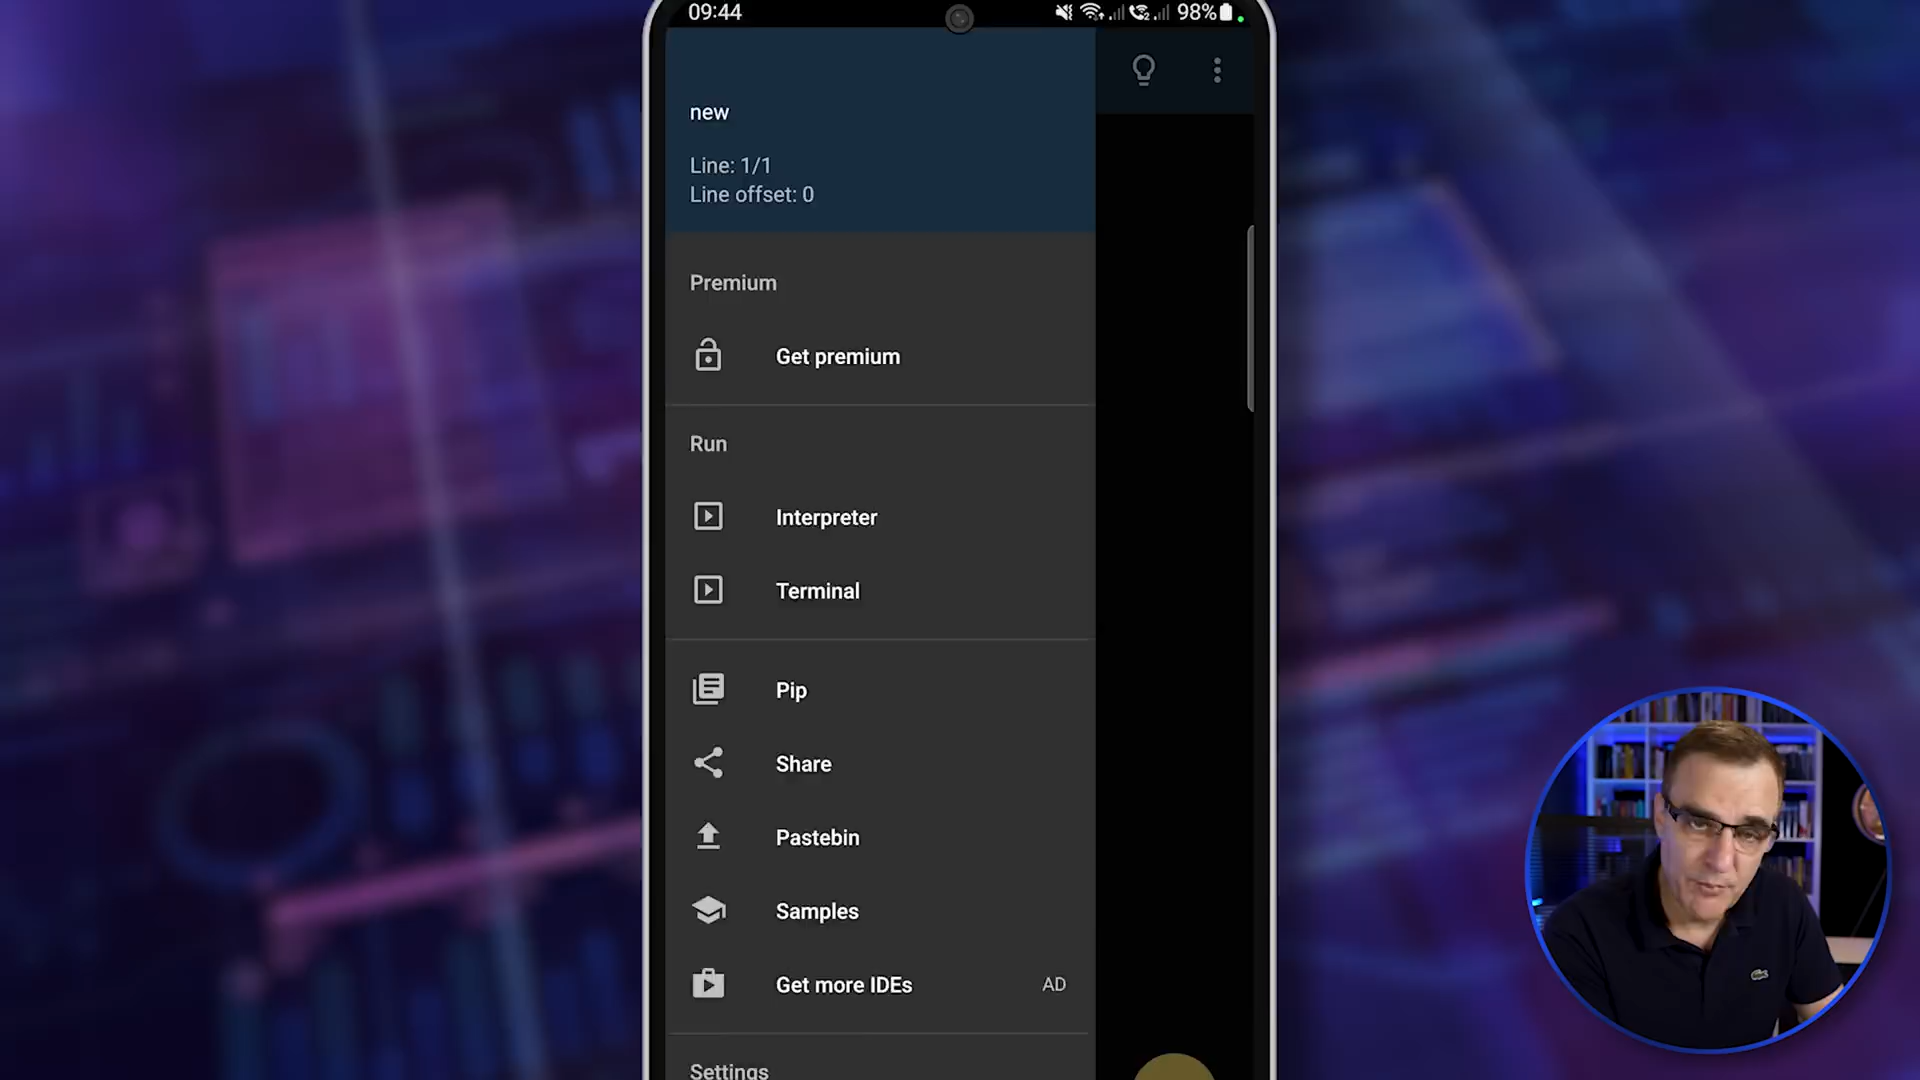 09:44
98%
new
Line: 1/1
Line offset: 0
Premium
Get premium
Run
Interpreter
Terminal
Pip
Share
Pastebin
Samples
Get more IDEs AD
Settings